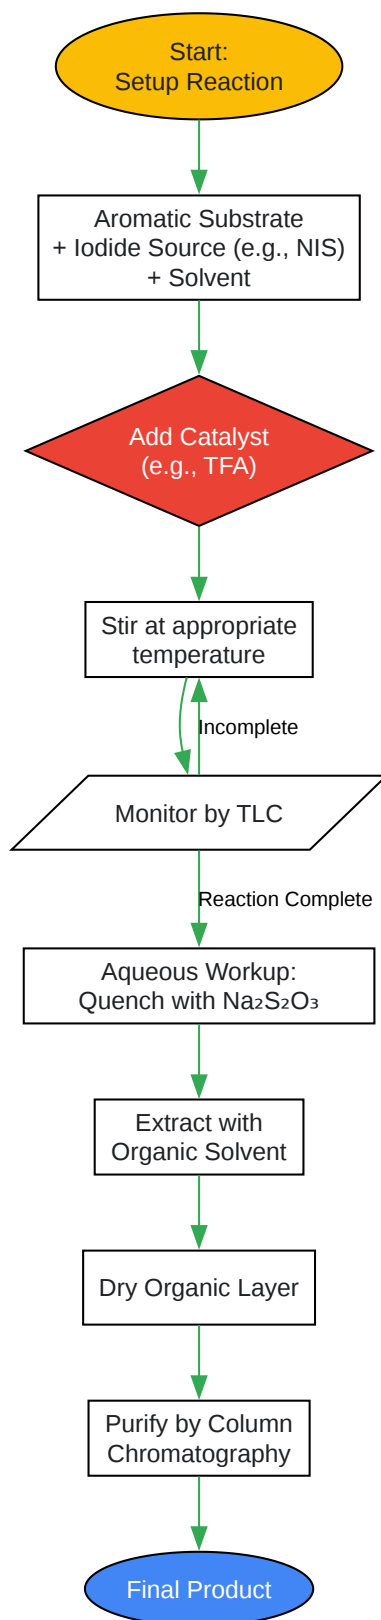 Start:
Setup Reaction
Aromatic Substrate
+ Iodide Source (e.g., NIS)
+ Solvent
Add Catalyst
(e.g., TFA)
Stir at appropriate
temperature
Incomplete
Monitor by TLC
Reaction Complete
Aqueous Workup:
Quench with Na₂S₂O₃
Extract with
Organic Solvent
Dry Organic Layer
Purify by Column
Chromatography
Final Product